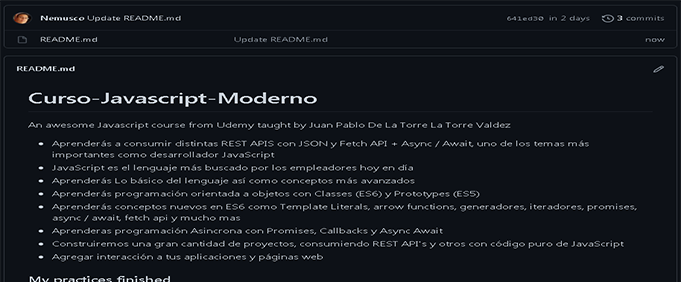 Nemusco Update README.md 641ed30 in 2 days 3 commits
README.md Update README.md now
README.md
Curso-Javascript-Moderno
An awesome Javascript course from Udemy taught by Juan Pablo De La Torre La Torre Valdez
• Aprenderás a consumir distintas REST APIS con JSON y Fetch API + Async / Await, uno de los temas más
importantes como desarrollador JavaScript
• JavaScript es el lenguaje más buscado por los empleadores hoy en día
• Aprenderás Lo básico del lenguaje así como conceptos más avanzados
• Aprenderás programación orientada a objetos con Classes (ES6) y Prototypes (ES5)
• Aprenderás conceptos nuevos en ES6 como Template Literals, arrow functions, generadores, iteradores, promises,
async / await, fetch api y mucho mas
• Aprenderas programación Asincrona con Promises, Callbacks y Async Await
• Construiremos una gran cantidad de proyectos, consumiendo REST API's y otros con código puro de JavaScript
• Agregar interacción a tus aplicaciones y páginas web
My practices finished